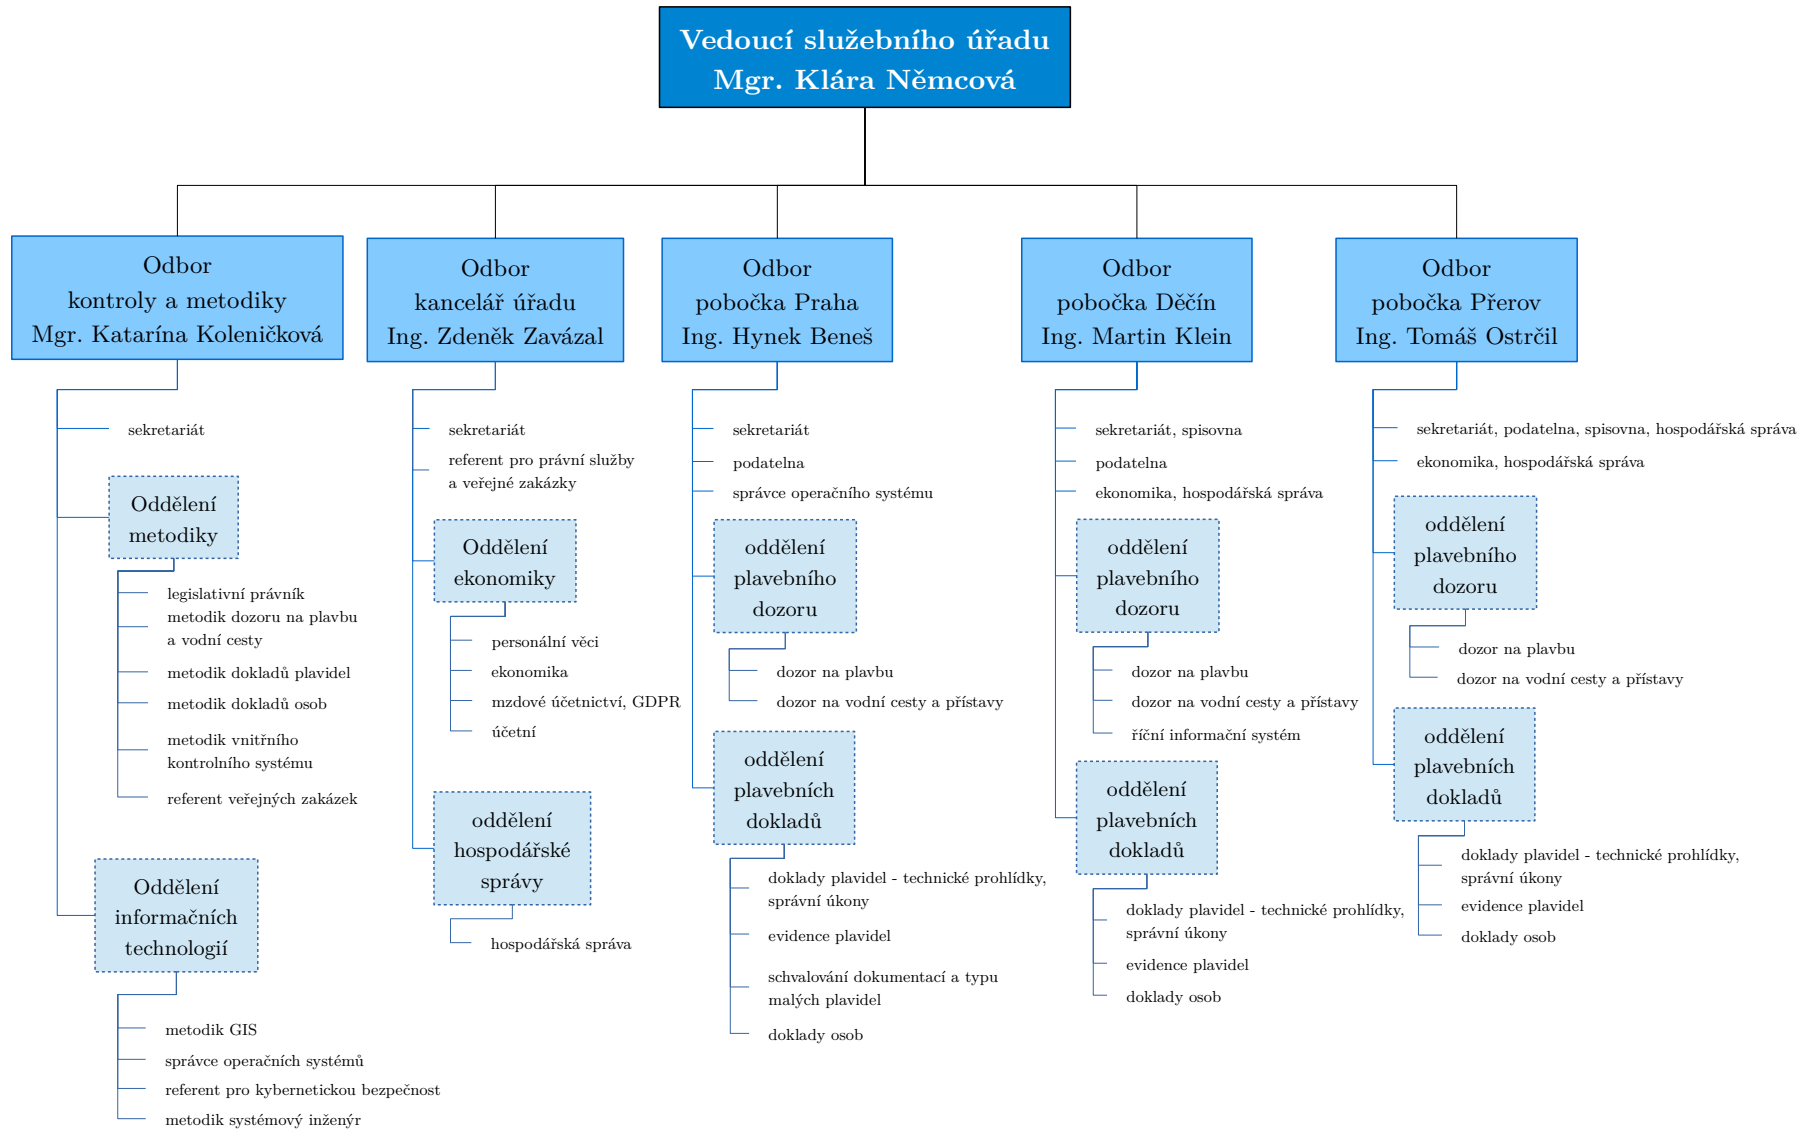 Vedoucí služebního úřadu
Mgr. Klára Němcová
Odbor
kontroly a metodiky
Mgr. Katarína Koleničková
sekretariát
Oddělení
metodiky
legislativní právník
metodik dozoru na plavbu
a vodní cesty
metodik dokladů plavidel
metodik dokladů osob
metodik vnitřního
kontrolního systému
referent veřejných zakázek
Oddělení
informačních
technologií
metodik GIS
správce operačních systémů
referent pro kybernetickou bezpečnost
metodik systémový inženýr
Odbor
kancelář úřadu
Ing. Zdeněk Zavázal
sekretariát
referent pro právní služby
a veřejné zakázky
Oddělení
ekonomiky
personální věci
ekonomika
mzdové účetnictví, GDPR
účetní
oddělení
hospodářské
správy
hospodářská správa
Odbor
pobočka Praha
Ing. Hynek Beneš
sekretariát
podatelna
správce operačního systému
oddělení
plavebního
dozoru
dozor na plavbu
dozor na vodní cesty a přístavy
oddělení
plavebních
dokladů
doklady plavidel - technické prohlídky,
správní úkony
evidence plavidel
schvalování dokumentací a typu
malých plavidel
doklady osob
Odbor
pobočka Děčín
Ing. Martin Klein
sekretariát, spisovna
podatelna
ekonomika, hospodářská správa
oddělení
plavebního
dozoru
dozor na plavbu
dozor na vodní cesty a přístavy
říční informační systém
oddělení
plavebních
dokladů
doklady plavidel - technické prohlídky,
správní úkony
evidence plavidel
doklady osob
Odbor
pobočka Přerov
Ing. Tomáš Ostrčil
sekretariát, podatelna, spisovna, hospodářská správa
ekonomika, hospodářská správa
oddělení
plavebního
dozoru
dozor na plavbu
dozor na vodní cesty a přístavy
oddělení
plavebních
dokladů
doklady plavidel - technické prohlídky,
správní úkony
evidence plavidel
doklady osob